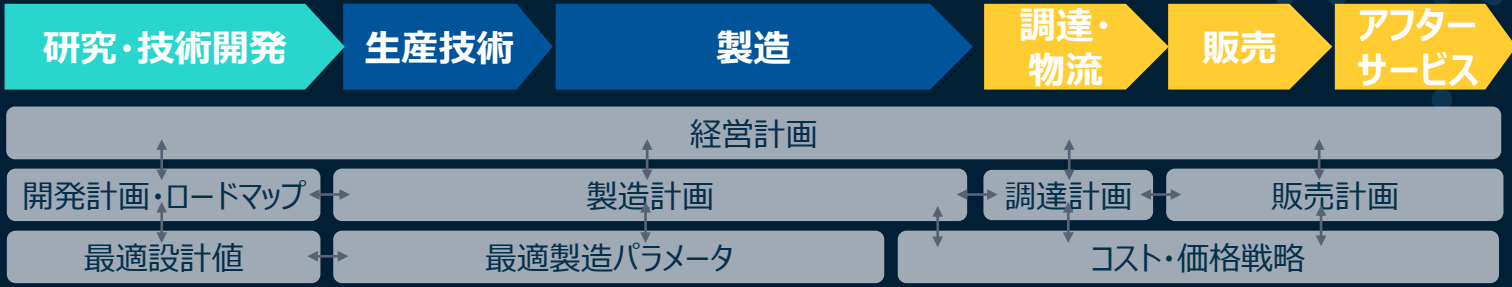 研究・技術開発
生産技術
製造
調達・
物流
販売
アフター
サービス
経営計画
開発計画・ロードマップ
製造計画
調達計画
販売計画
最適設計値
最適製造パラメータ
コスト・価格戦略